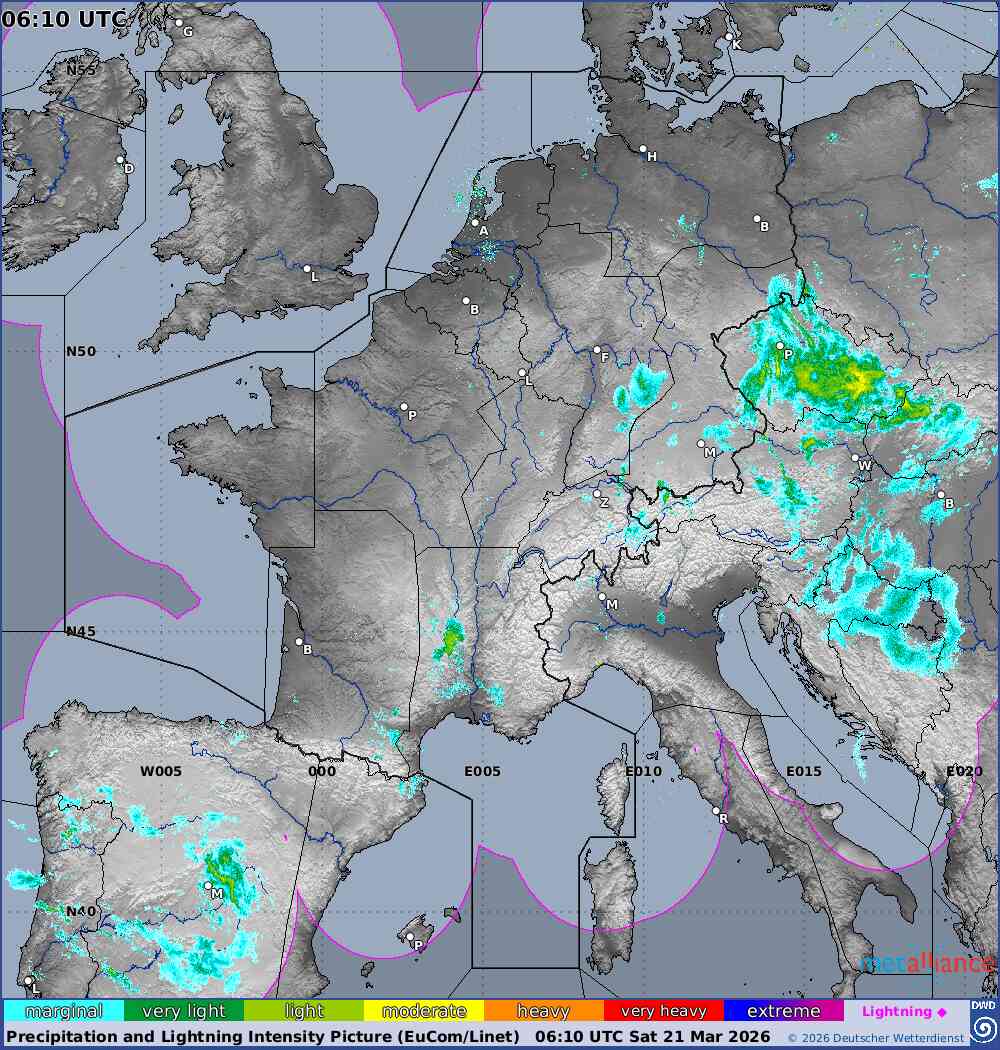 06:10 UTC
G
K
N55
D
H
A
B
L
B
N50
F
P
L
P
M
W
Z
B
M
N45
B
W005
000
E005
E010
E015
E020
R
M
N40
P
L
metalliance
marginal
very light
light
moderate
heavy
very heavy
extreme
Lightning ◆
DWD
Precipitation and Lightning Intensity Picture (EuCom/Linet) 06:10 UTC Sat 21 Mar 2026 © 2026 Deutscher Wetterdienst